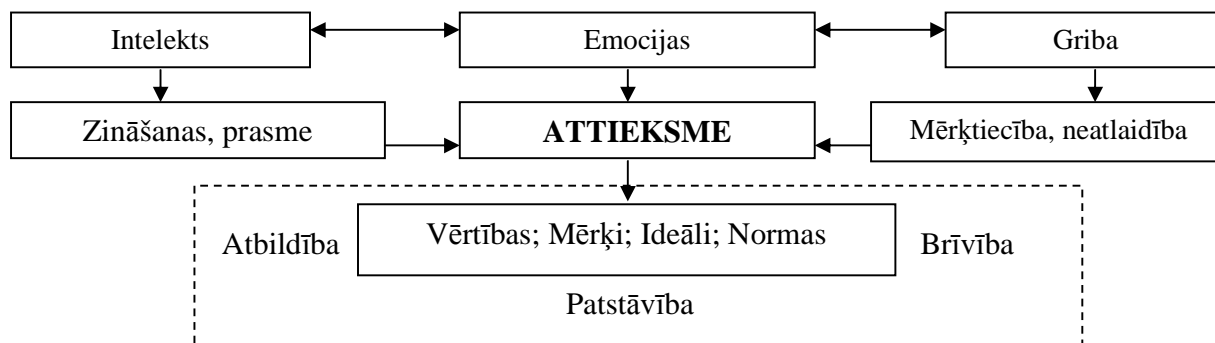 Intelekts
Emocijas
Griba
Zināšanas, prasme
ATTIEKSME
Mērķtiecība, neatlaidība
Vērtības; Mērķi; Ideāli; Normas
Atbildība
Brīvība
Patstāvība